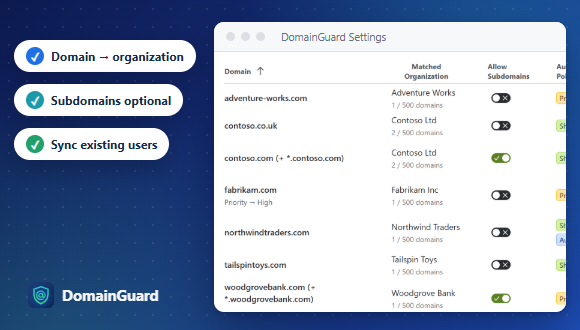 Domain → organization
Subdomains optional
Sync existing users
DomainGuard
DomainGuard Settings
Domain ↑
Matched
Organization
Allow
Subdomains
adventure-works.com
Adventure Works
1 / 500 domains
contoso.co.uk
Contoso Ltd
2 / 500 domains
contoso.com (+ *.contoso.com)
Contoso Ltd
2 / 500 domains
fabrikam.com
Priority → High
Fabrikam Inc
1 / 500 domains
northwindtraders.com
Northwind Traders
1 / 500 domains
tailspintoys.com
Tailspin Toys
1 / 500 domains
woodgrovebank.com (+
*.woodgrovebank.com)
Woodgrove Bank
1 / 500 domains